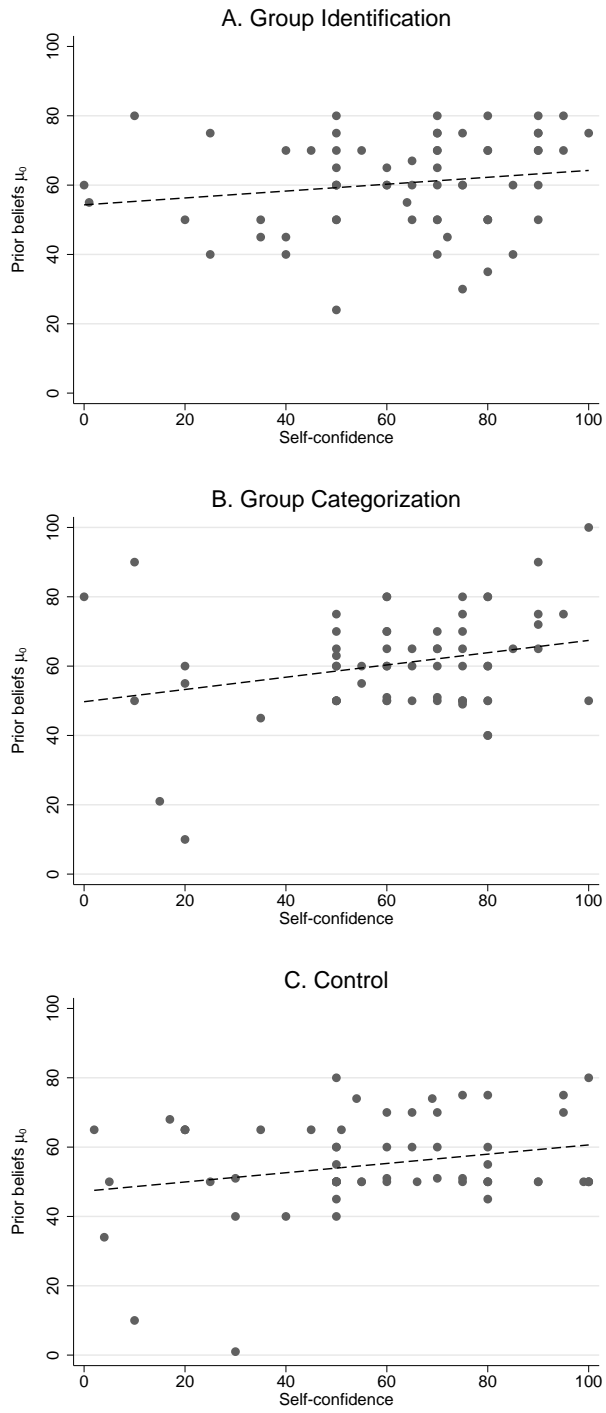 A. Group Identification
Prior beliefs μ₀
100
80
60
40
20
0
0 20 40 60 80 100
Self-confidence
B. Group Categorization
Prior beliefs μ₀
100
80
60
40
20
0
0 20 40 60 80 100
Self-confidence
C. Control
Prior beliefs μ₀
100
80
60
40
20
0
0 20 40 60 80 100
Self-confidence